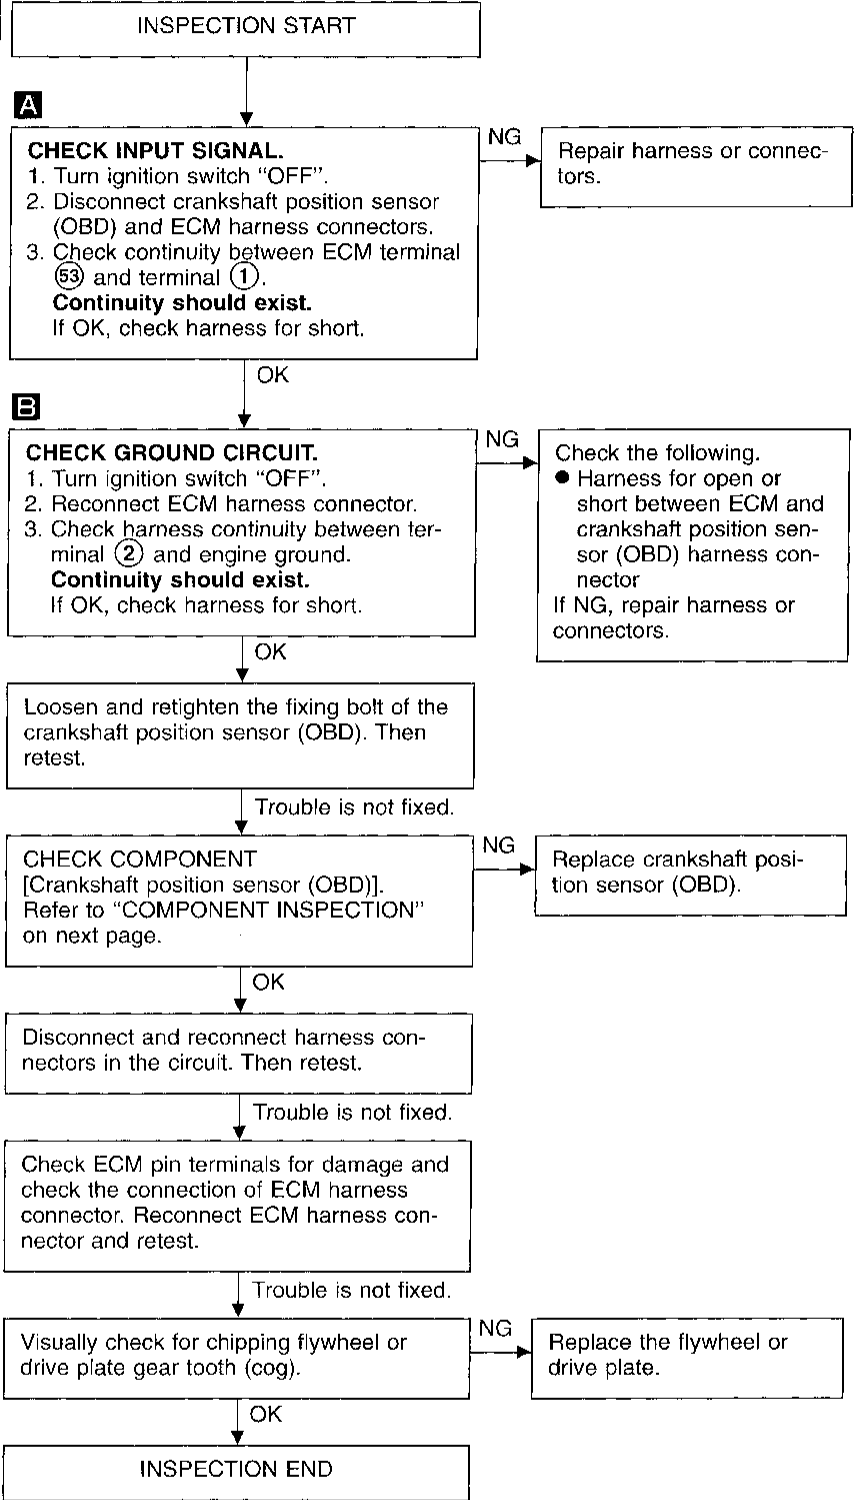 INSPECTION START
A
CHECK INPUT SIGNAL.
1. Turn ignition switch “OFF”.
2. Disconnect crankshaft position sensor
(OBD) and ECM harness connectors.
3. Check continuity between ECM terminal
53 and terminal 1.
Continuity should exist.
If OK, check harness for short.
NG
Repair harness or connec-
tors.
OK
B
CHECK GROUND CIRCUIT.
1. Turn ignition switch “OFF”.
2. Reconnect ECM harness connector.
3. Check harness continuity between ter-
minal 2 and engine ground.
Continuity should exist.
If OK, check harness for short.
NG
Check the following.
● Harness for open or
short between ECM and
crankshaft position sen-
sor (OBD) harness con-
nector
If NG, repair harness or
connectors.
OK
Loosen and retighten the fixing bolt of the
crankshaft position sensor (OBD). Then
retest.
Trouble is not fixed.
CHECK COMPONENT
[Crankshaft position sensor (OBD)].
Refer to “COMPONENT INSPECTION”
on next page.
NG
Replace crankshaft posi-
tion sensor (OBD).
OK
Disconnect and reconnect harness con-
nectors in the circuit. Then retest.
Trouble is not fixed.
Check ECM pin terminals for damage and
check the connection of ECM harness
connector. Reconnect ECM harness con-
nector and retest.
Trouble is not fixed.
Visually check for chipping flywheel or
drive plate gear tooth (cog).
NG
Replace the flywheel or
drive plate.
OK
INSPECTION END